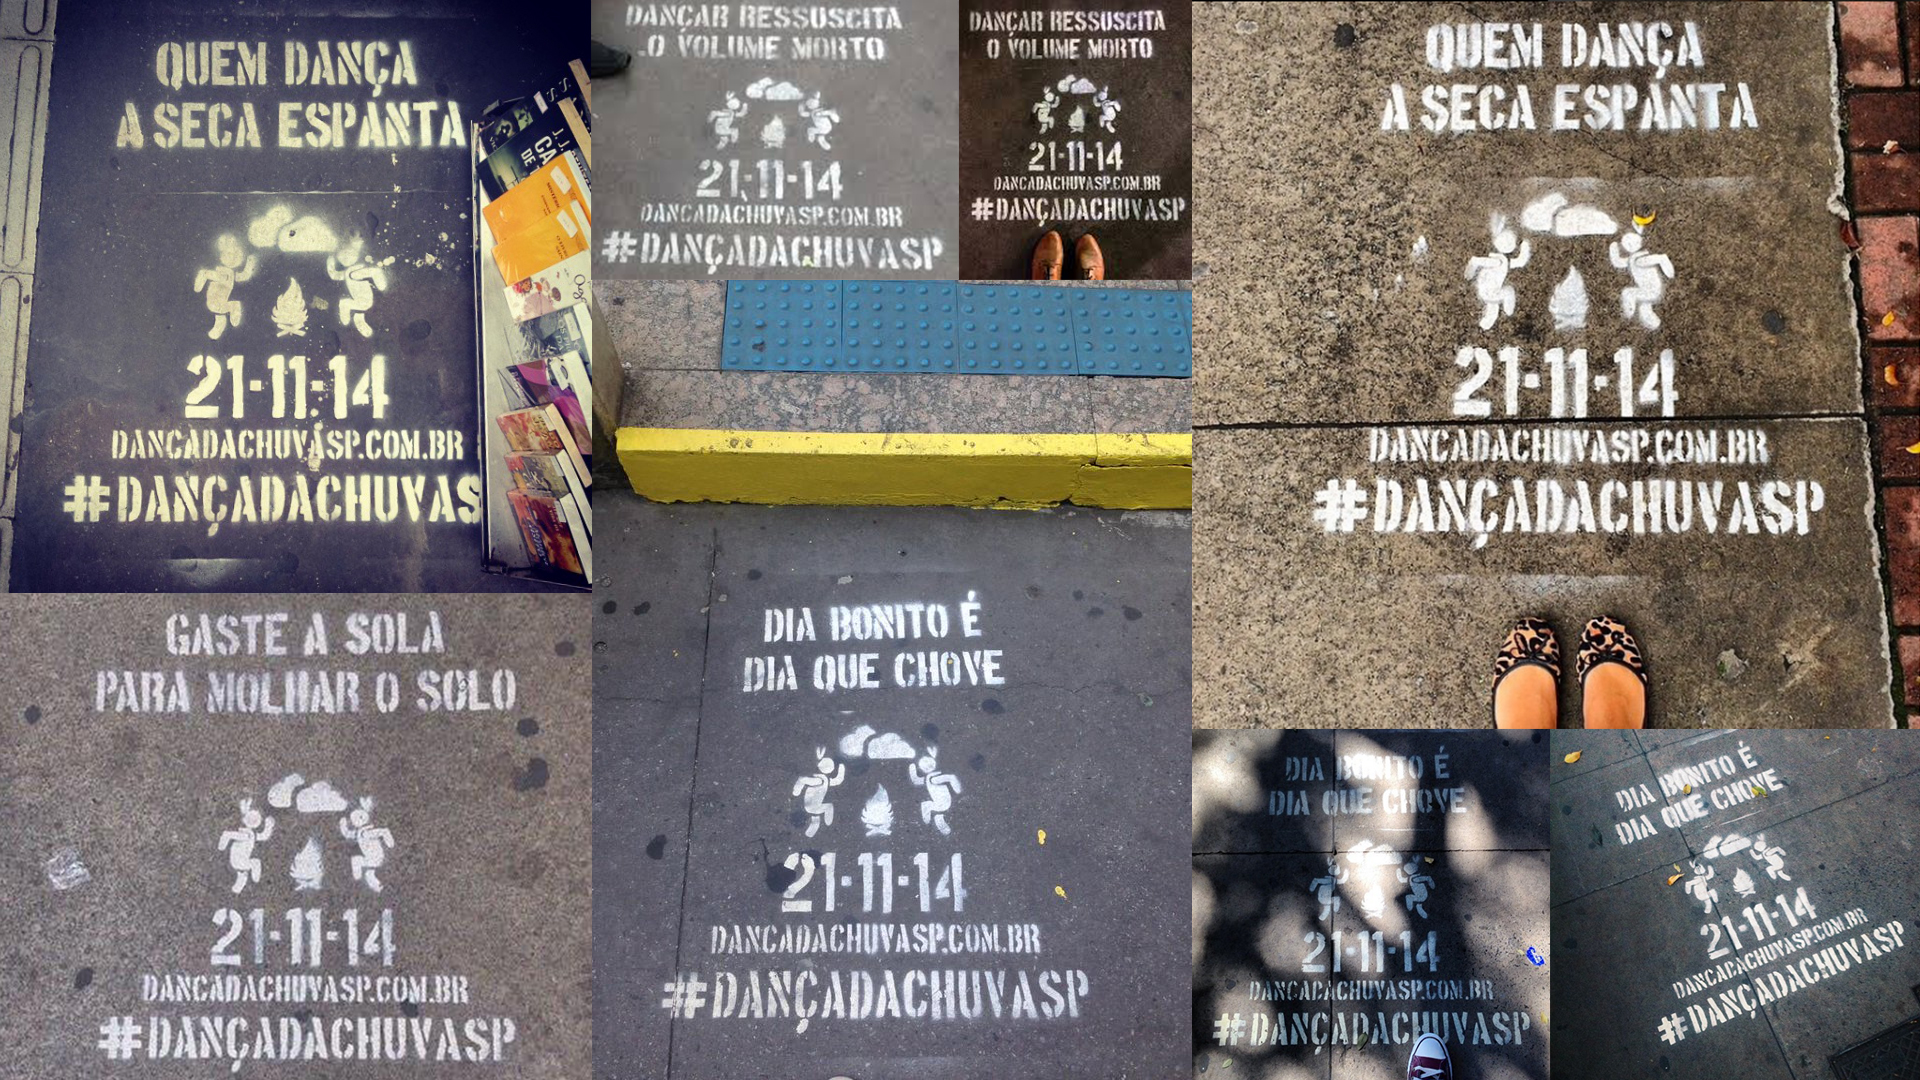 QUEM DANÇA
A SECA ESPANTA
21-11-14
DANCADACHUVASP.COM.BR
#DANÇADACHUVAS
DANÇAR RESSUSCITA
O VOLUME MORTO
21-11-14
DANCADACHUVASP.COM.BR
#DANÇADACHUVASP
DANÇAR RESSUSCITA
O VOLUME MORTO
21-11-14
DANCADACHUVASP.COM.BR
#DANÇADACHUVASP
QUEM DANÇA
A SECA ESPANTA
21-11-14
DANCADACHUVASP.COM.BR
#DANÇADACHUVASP
GASTE A SOLA
PARA MOLHAR O SOLO
21-11-14
DANCADACHUVASP.COM.BR
#DANÇADACHUVASP
DIA BONITO É
DIA QUE CHOVE
21-11-14
DANCADACHUVASP.COM.BR
#DANÇADACHUVASP
DIA BONITO É
DIA QUE CHOVE
21-11-14
DANCADACHUVASP.COM.BR
#DANÇADACHUVASP
DIA BONITO É
DIA QUE CHOVE
21-11-14
DANCADACHUVASP.COM.BR
#DANÇADACHUVASP